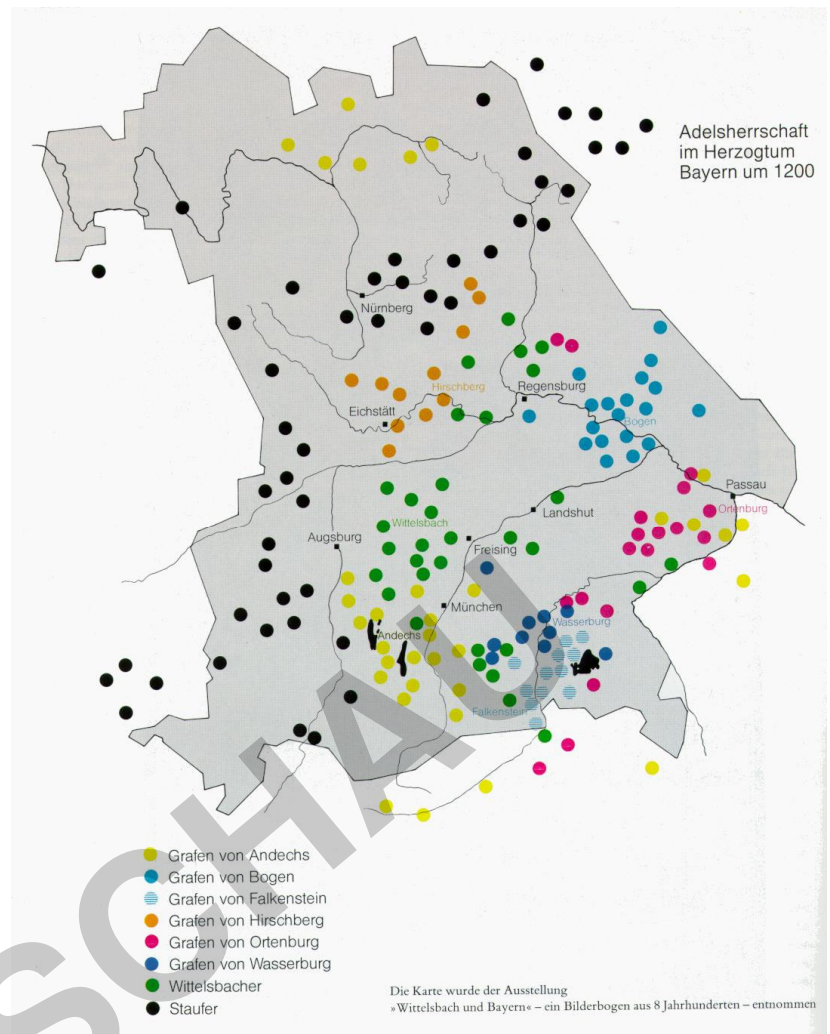 Adelsherrschaft
im Herzogtum
Bayern um 1200
Nürnberg
Hirschberg
Regensburg
Eichstätt
Bogen
Passau
Ortenburg
Landshut
Wittelsbach
Augsburg
Freising
München
Wasserburg
Andechs
Falkenstein
Grafen von Andechs
Grafen von Bogen
Grafen von Falkenstein
Grafen von Hirschberg
Grafen von Ortenburg
Grafen von Wasserburg
Wittelsbacher
Staufer
Die Karte wurde der Ausstellung
»Wittelsbach und Bayern« – ein Bilderbogen aus 8 Jahrhunderten – entnommen
SCHAU